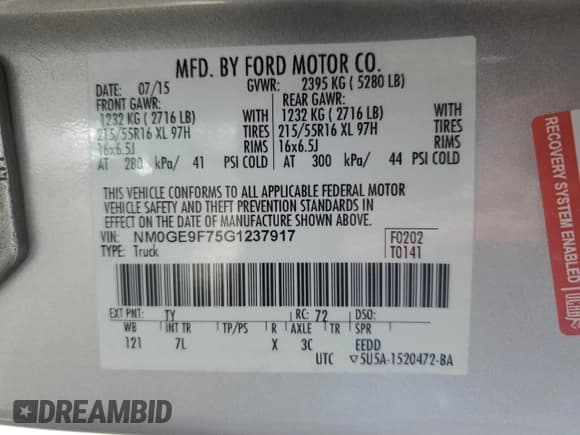 MFD. BY FORD MOTOR CO.
DATE: 07/15 GVWR: 2395 KG ( 5280 LB)
FRONT GAWR: REAR GAWR:
1232 KG ( 2716 LB) WITH 1232 KG ( 2716 LB) WITH
215/55R16 XL 97H TIRES 215/55R16 XL 97H TIRES
16x6.5J RIMS 16x6.5J RIMS
AT 280 kPa/ 41 PSI COLD AT 300 kPa/ 44 PSI COLD
THIS VEHICLE CONFORMS TO ALL APPLICABLE FEDERAL MOTOR
VEHICLE SAFETY AND THEFT PREVENTION STANDARDS IN
EFFECT ON THE DATE OF MANUFACTURE SHOWN ABOVE.
VIN: NM0GE9F75G1237917 F0202
TYPE: Truck T0141
EXT PNT: TY RC: 72 DSO:
WB INT TR TP/PS R AXLE TR SPR
121 7L X 3C EEDD
UTC ▽5U5A-1520472-BA
RECOVERY SYSTEM ENABLED
DREAMBID